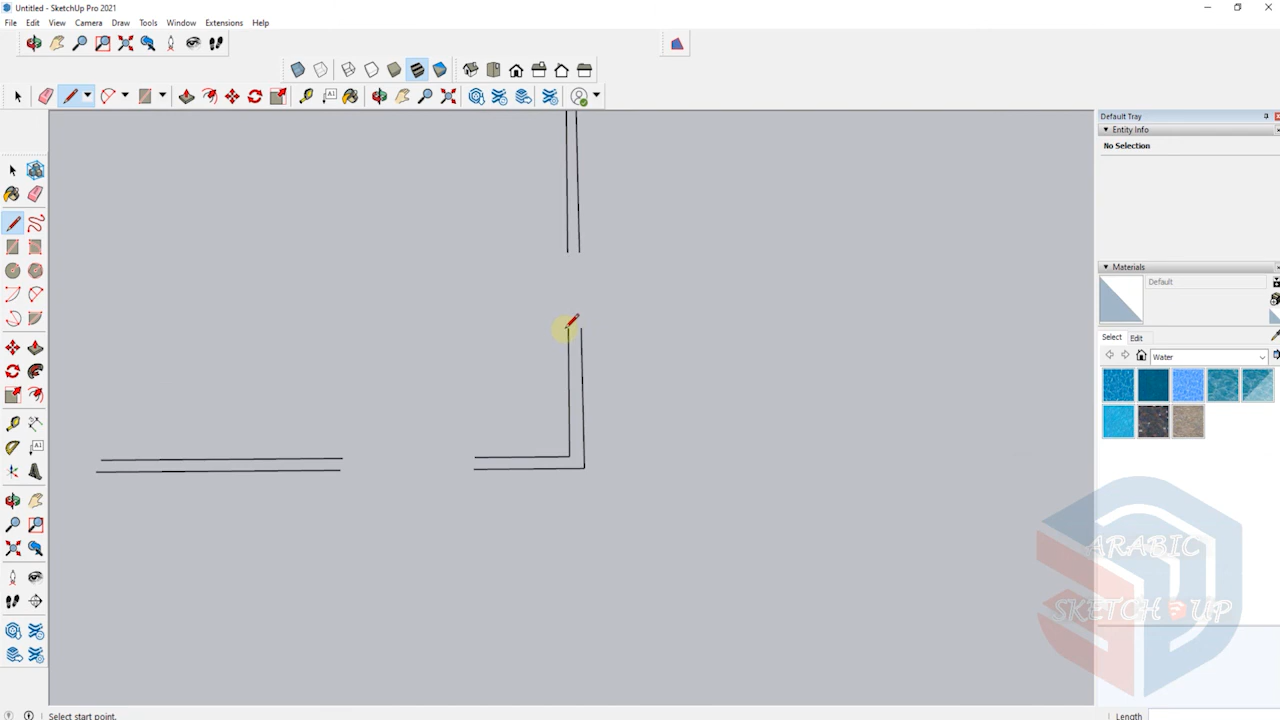 Untitled - SketchUp Pro 2021
File Edit View Camera Draw Tools Window Extensions Help
Default Tray
Entity Info
No Selection
Materials
Default
Select Edit
Water
ARABIC
SKETCH UP
Select start point.
Length